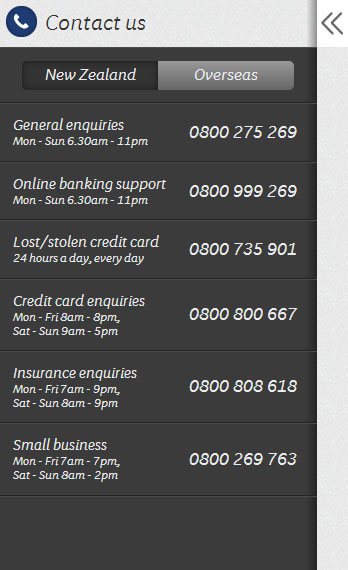 Contact us
New Zealand
Overseas
General enquiries
Mon - Sun 6.30am - 11pm
0800 275 269
Online banking support
Mon - Sun 6.30am - 11pm
0800 999 269
Lost/stolen credit card
24 hours a day, every day
0800 735 901
Credit card enquiries
Mon - Fri 8am - 8pm,
Sat - Sun 9am - 5pm
0800 800 667
Insurance enquiries
Mon - Fri 7am - 9pm,
Sat - Sun 8am - 9pm
0800 808 618
Small business
Mon - Fri 7am - 7pm,
Sat - Sun 8am - 2pm
0800 269 763